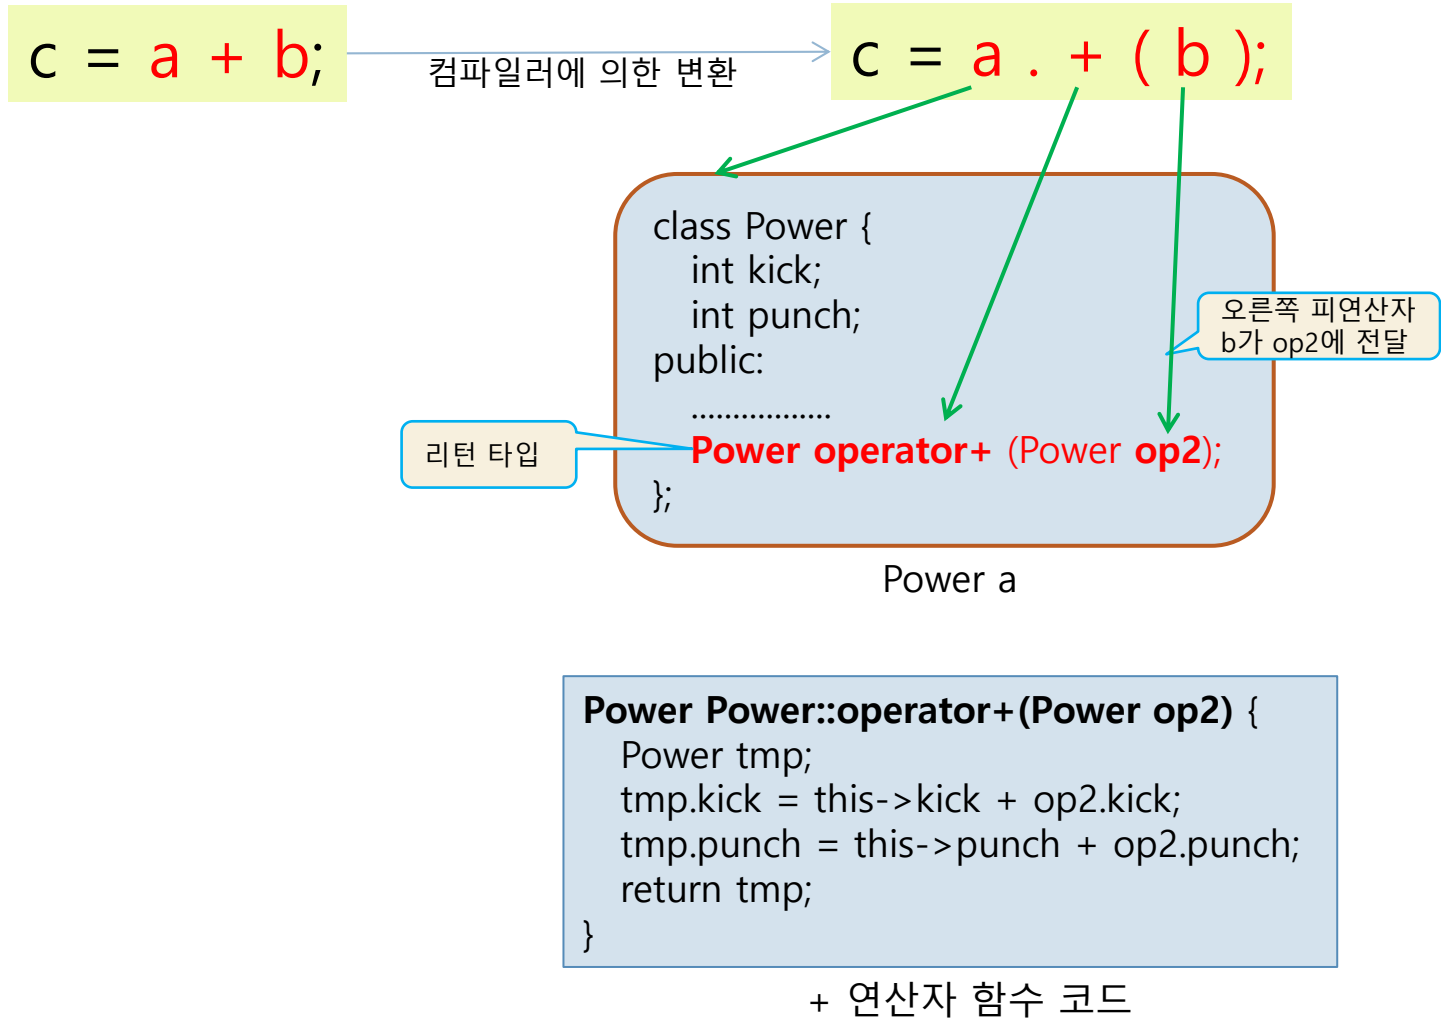 c = a + b;
컴파일러에 의한 변환
c = a . + ( b );
class Power {
int kick;
int punch;
public:
.................
Power operator+ (Power op2);
};
오른쪽 피연산자
b가 op2에 전달
리턴 타입
Power a
Power Power::operator+(Power op2) {
Power tmp;
tmp.kick = this->kick + op2.kick;
tmp.punch = this->punch + op2.punch;
return tmp;
}
+ 연산자 함수 코드